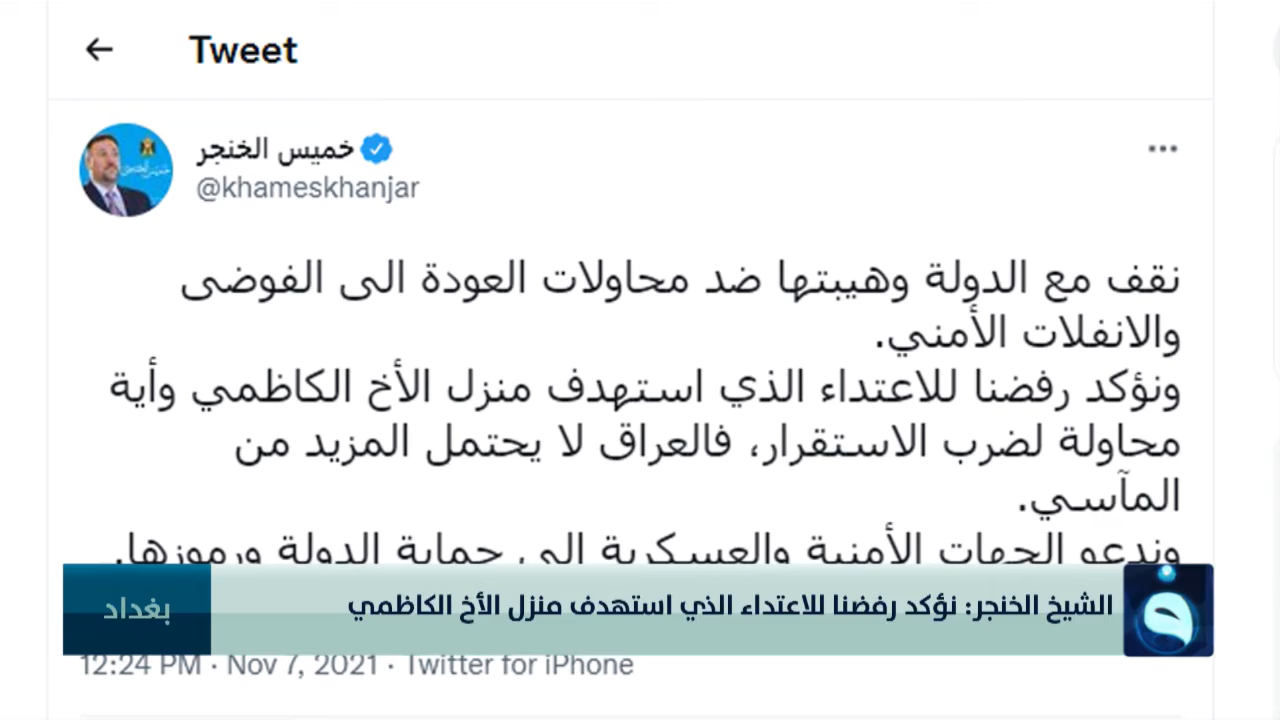 Tweet
خميس الخنجر
@khameskhanjar
نقف مع الدولة وهيبتها ضد محاولات العودة الى الفوضى
والانفلات الأمني.
ونؤكد رفضنا للاعتداء الذي استهدف منزل الأخ الكاظمي وأية
محاولة لضرب الاستقرار، فالعراق لا يحتمل المزيد من
المآسي.
وندعو الجهات الأمنية والعسكرية الى حماية الدولة ورموزها.
الشيخ الخنجر: نؤكد رفضنا للاعتداء الذي استهدف منزل الأخ الكاظمي
بغداد
12:24 PM · Nov 7, 2021 · Twitter for iPhone